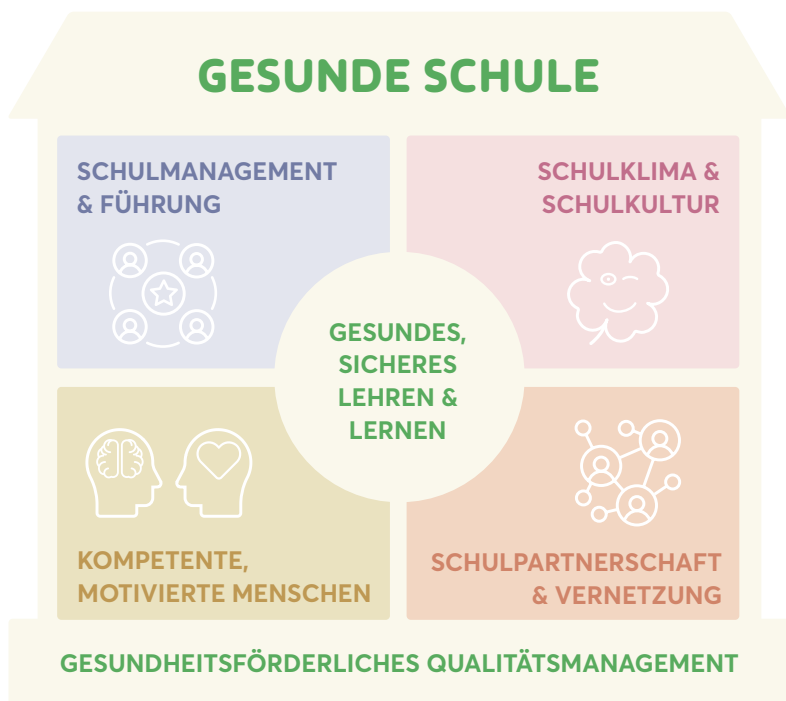 GESUNDE SCHULE
SCHULMANAGEMENT
& FÜHRUNG
SCHULKLIMA &
SCHULKULTUR
GESUNDES,
SICHERES
LEHREN &
LERNEN
KOMPETENTE,
MOTIVIERTE MENSCHEN
SCHULPARTNERSCHAFT
& VERNETZUNG
GESUNDHEITSFÖRDERLICHES QUALITÄTSMANAGEMENT